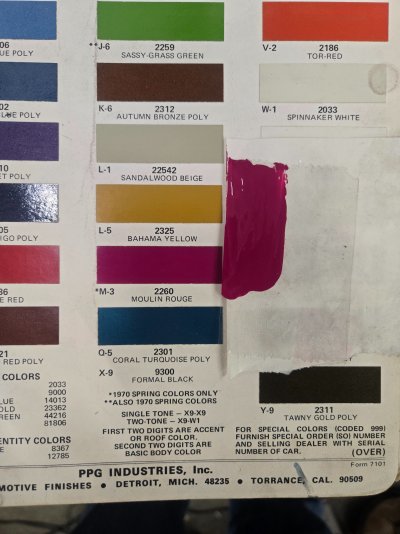 06
UE POLY
02
POLY
10
ET POLY
05
IGO POLY
86
E RED
21
RED POLY
COLORS
2033
9000
UE 14013
OLD 23362
REEN 44216
81806
ENTITY COLORS
E 8367
12785
**J-6 2259
SASSY-GRASS GREEN
K-6 2312
AUTUMN BRONZE POLY
L-1 22542
SANDALWOOD BEIGE
L-5 2325
BAHAMA YELLOW
*M-3 2260
MOULIN ROUGE
Q-5 2301
CORAL TURQUOISE POLY
X-9 9300
FORMAL BLACK
*1970 SPRING COLORS ONLY
**ALSO 1970 SPRING COLORS
SINGLE TONE – X9-X9
TWO-TONE – X9-W1
FIRST TWO DIGITS ARE ACCENT
OR ROOF COLOR.
SECOND TWO DIGITS ARE
BASIC BODY COLOR
V-2 2186
TOR-RED
W-1 2033
SPINNAKER WHITE
Y-9 2311
TAWNY GOLD POLY
FOR SPECIAL COLORS (CODED 999)
FURNISH SPECIAL ORDER (SO) NUMBER
AND SELLING DEALER WITH SERIAL
NUMBER OF CAR. (OVER)
Form 7101
PPG INDUSTRIES, Inc.
MOTIVE FINISHES • DETROIT, MICH. 48235 • TORRANCE, CAL. 90509